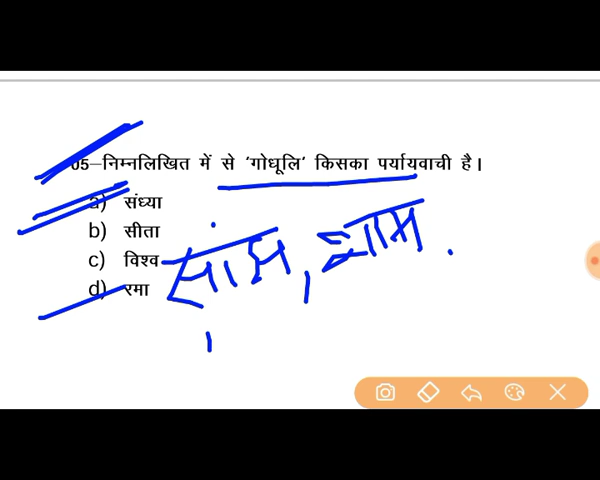 05–निम्नलिखित में से 'गोधूलि' किसका पर्यायवाची है।
a) संध्या
b) सीता
c) विश्व
d) रमा
सांझ, शाम